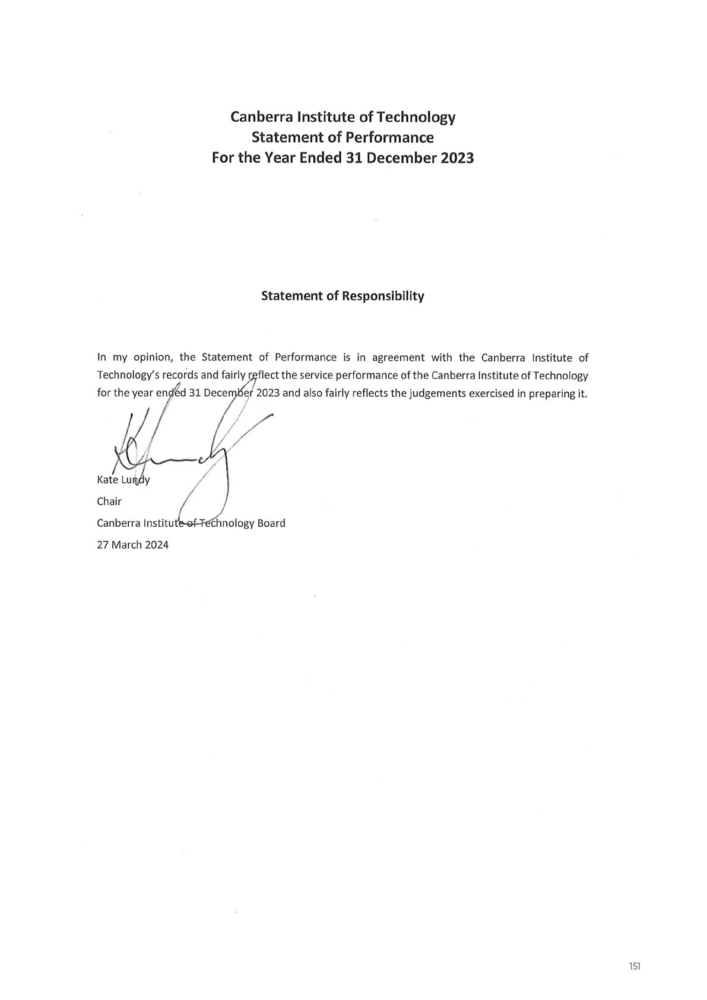 Canberra Institute of Technology
Statement of Performance
For the Year Ended 31 December 2023
Statement of Responsibility
In my opinion, the Statement of Performance is in agreement with the Canberra Institute of
Technology's records and fairly reflect the service performance of the Canberra Institute of Technology
for the year ended 31 December 2023 and also fairly reflects the judgements exercised in preparing it.
Kate Lundy
Chair
Canberra Institute of Technology Board
27 March 2024
151